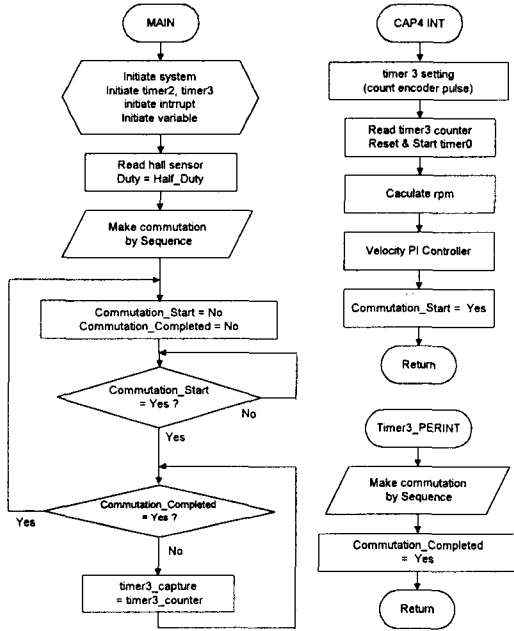 MAIN
Initiate system
Initiate timer2, timer3
initiate intrrupt
Initiate variable
Read hall sensor
Duty = Half_Duty
Make commutation
by Sequence
Commutation_Start = No
Commutation_Completed = No
Commutation_Start
= Yes ?
No
Yes
Commutation_Completed
= Yes ?
Yes
No
timer3_capture
= timer3_counter
CAP4 INT
timer 3 setting
(count encoder pulse)
Read timer3 counter
Reset & Start timer0
Caculate rpm
Velocity PI Controller
Commutation_Start = Yes
Return
Timer3_PERINT
Make commutation
by Sequence
Commutation_Completed
= Yes
Return